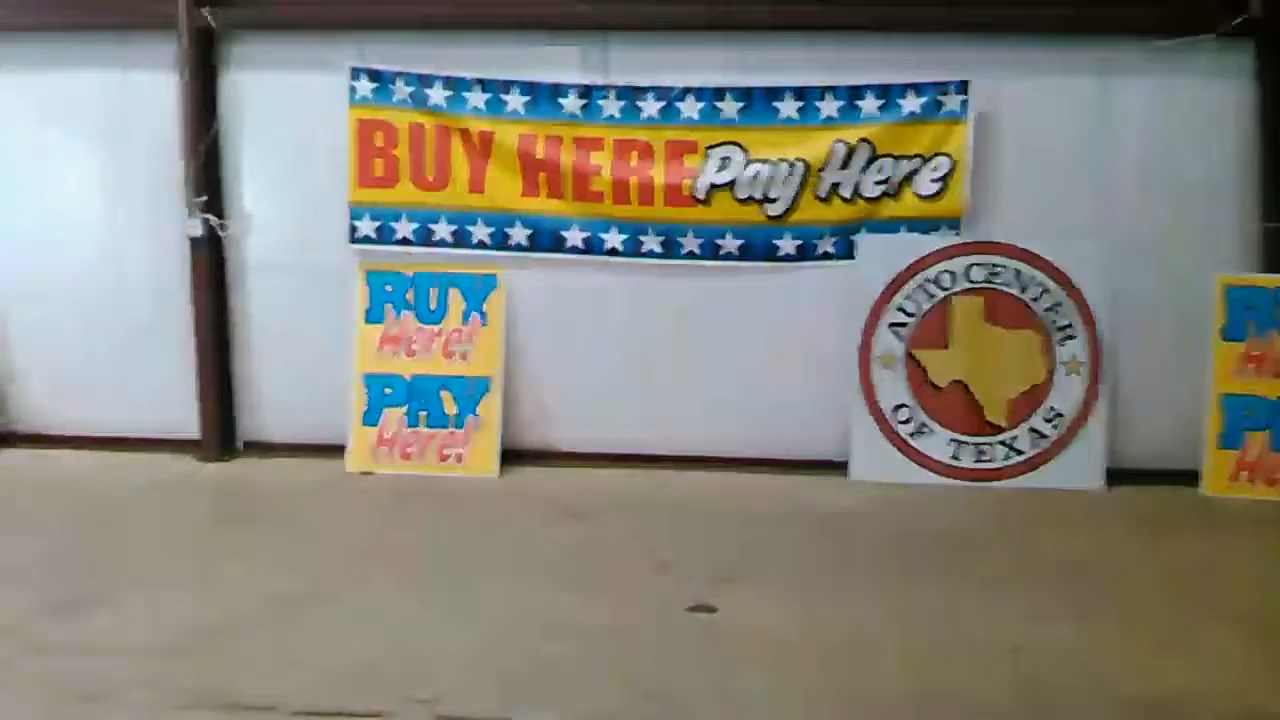 BUY HERE Pay Here
BUY
Here!
PAY
Here!
AUTO CENTER
OF TEXAS